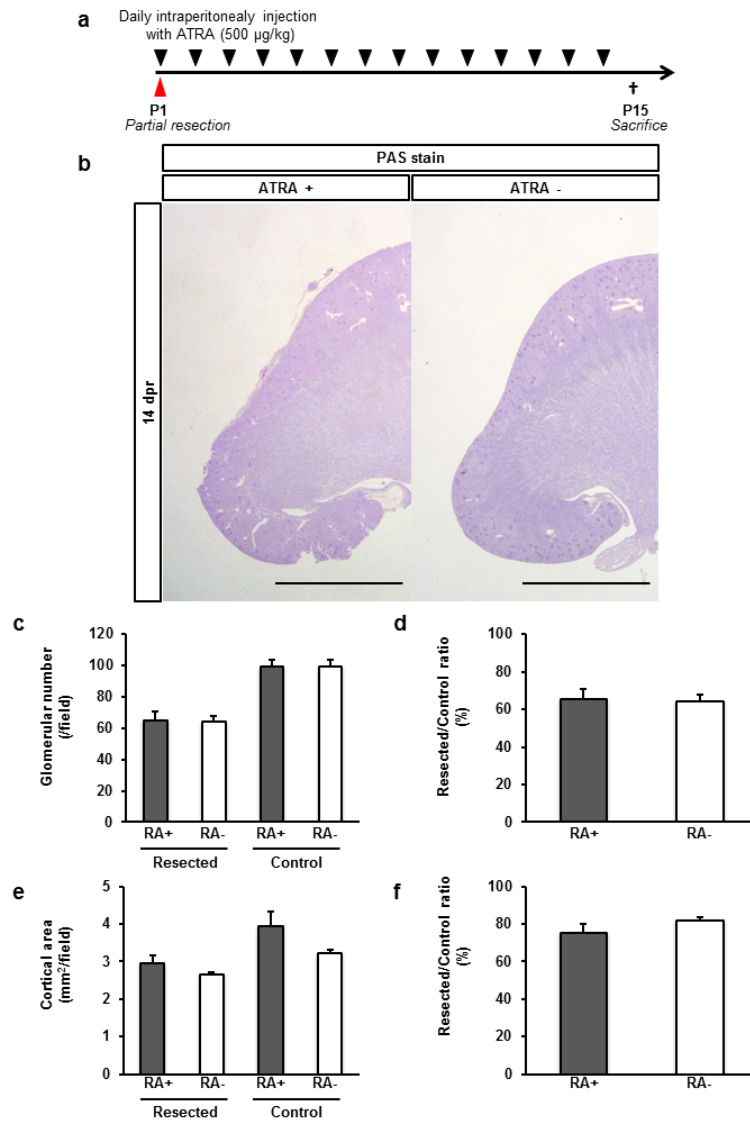 a
Daily intraperitonealy injection
with ATRA (500 μg/kg)
P1
Partial resection
✝
P15
Sacrifice
b
PAS stain
ATRA +
ATRA -
14 dpr
c
Glomerular number
(/field)
120
100
80
60
40
20
0
RA+ RA- RA+ RA-
Resected Control
d
Resected/Control ratio
(%)
100
80
60
40
20
0
RA+ RA-
e
Cortical area
(mm²/field)
5
4
3
2
1
0
RA+ RA- RA+ RA-
Resected Control
f
Resected/Control ratio
(%)
100
80
60
40
20
0
RA+ RA-